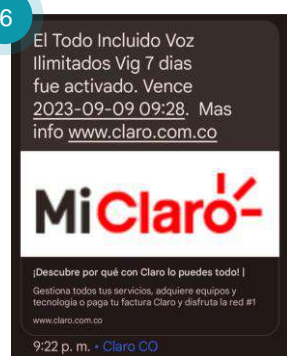 6
El Todo Incluido Voz
Ilimitados Vig 7 dias
fue activado. Vence
2023-09-09 09:28. Mas
info www.claro.com.co
MiClaro
¡Descubre por qué con Claro lo puedes todo! |
Gestiona todos tus servicios, adquiere equipos y
tecnología o paga tu factura Claro y disfruta la red #1
www.claro.com.co
9:22 p. m. • Claro CO